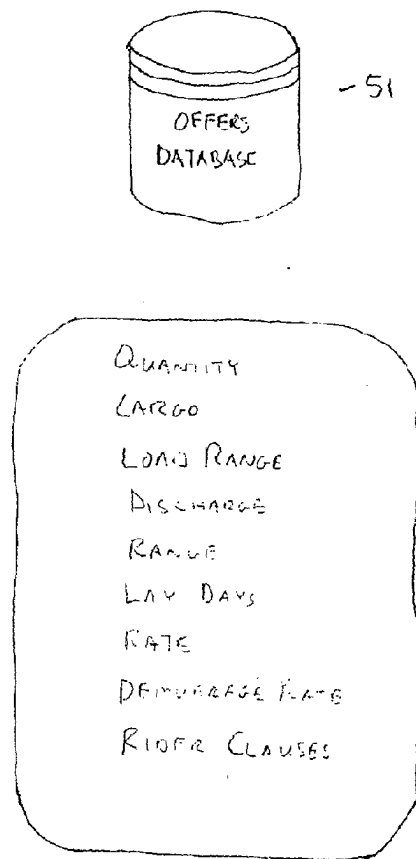 OFFERS
DATABASE
- 51
QUANTITY
CARGO
LOAD RANGE
DISCHARGE
RANGE
LAY DAYS
RATE
DEMURRAGE RATE
RIDER CLAUSES